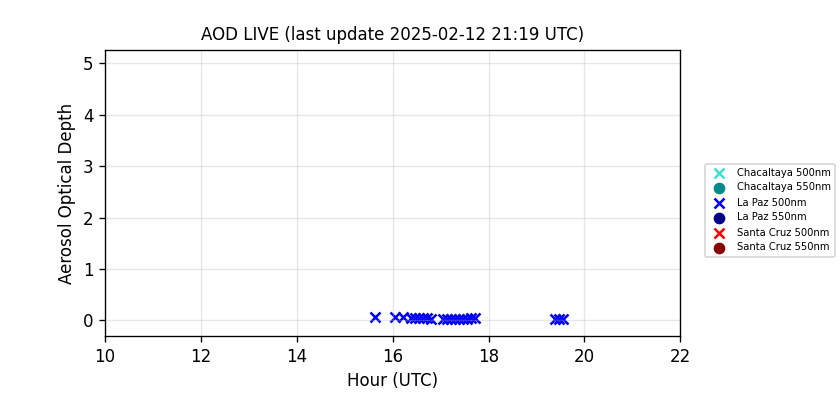 AOD LIVE (last update 2025-02-12 21:19 UTC)
5
4
3
2
1
0
Aerosol Optical Depth
10 12 14 16 18 20 22
Hour (UTC)
Chacaltaya 500nm
Chacaltaya 550nm
La Paz 500nm
La Paz 550nm
Santa Cruz 500nm
Santa Cruz 550nm